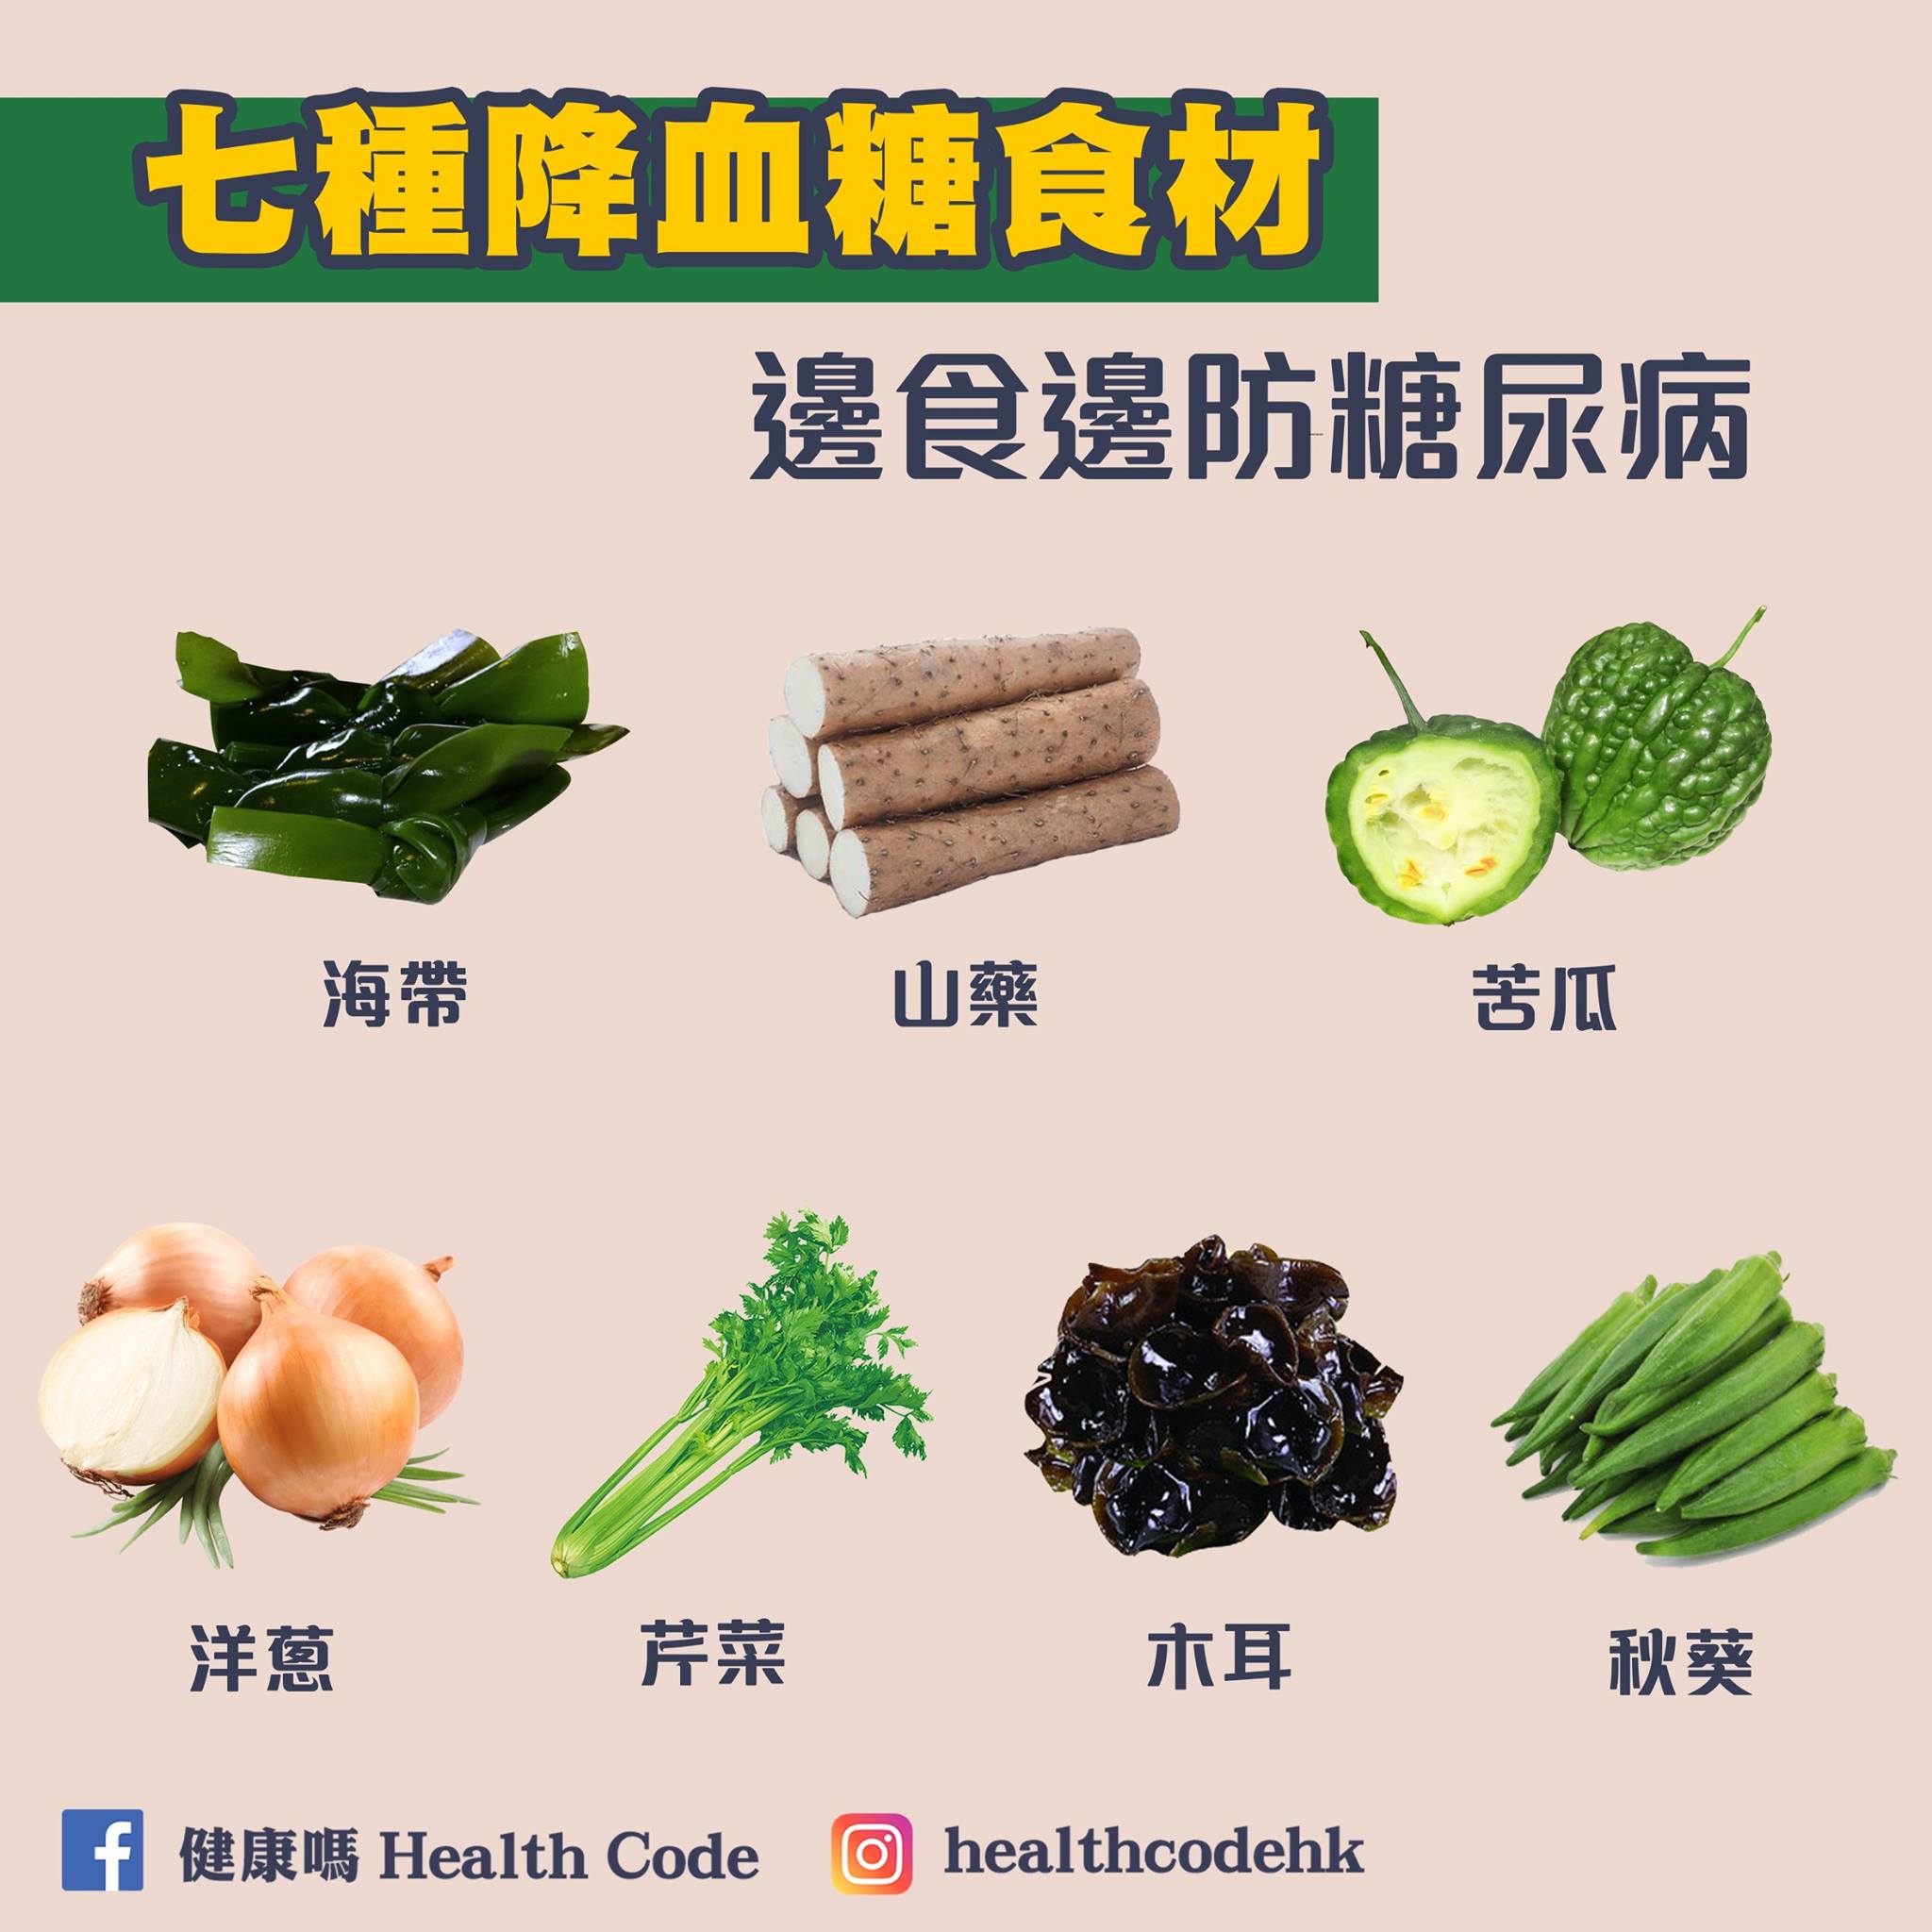 七種降血糖食材
邊食邊防糖尿病
海帶
山藥
苦瓜
洋蔥
芹菜
木耳
秋葵
健康嗎 Health Code
healthcodehk